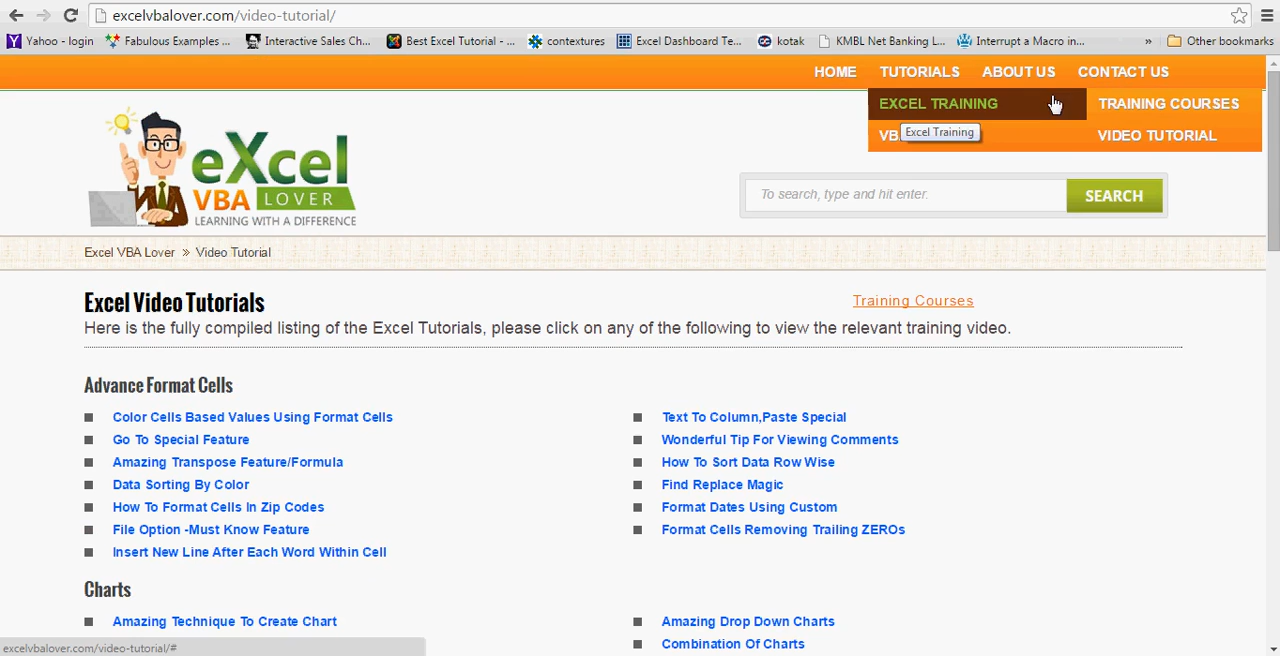 excelvbalover.com/video-tutorial/
Yahoo - login Fabulous Examples ... Interactive Sales Ch... Best Excel Tutorial - ... contextures Excel Dashboard Te... kotak KMBL Net Banking L... Interrupt a Macro in... » Other bookmarks
HOME TUTORIALS ABOUT US CONTACT US
EXCEL TRAINING TRAINING COURSES
VB Excel Training VIDEO TUTORIAL
eXcel
VBA LOVER
LEARNING WITH A DIFFERENCE
To search, type and hit enter. SEARCH
Excel VBA Lover » Video Tutorial
Excel Video Tutorials Training Courses
Here is the fully compiled listing of the Excel Tutorials, please click on any of the following to view the relevant training video.
Advance Format Cells
Color Cells Based Values Using Format Cells Text To Column,Paste Special
Go To Special Feature Wonderful Tip For Viewing Comments
Amazing Transpose Feature/Formula How To Sort Data Row Wise
Data Sorting By Color Find Replace Magic
How To Format Cells In Zip Codes Format Dates Using Custom
File Option -Must Know Feature Format Cells Removing Trailing ZEROs
Insert New Line After Each Word Within Cell
Charts
Amazing Technique To Create Chart Amazing Drop Down Charts
Combination Of Charts
excelvbalover.com/video-tutorial/#